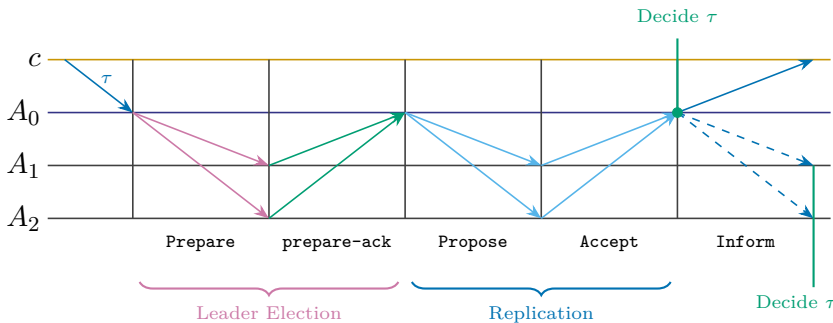 Decide τ
c
τ
A₀
A₁
A₂
Prepare prepare-ack Propose Accept Inform
Leader Election Replication
Decide τ